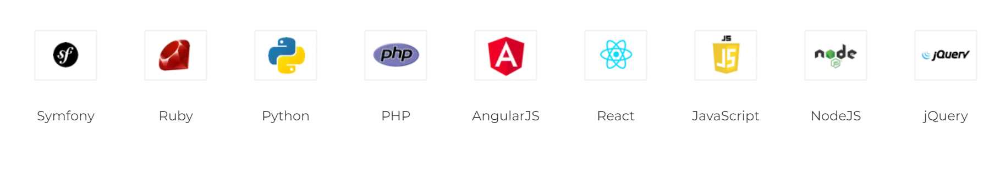 sf
php
A
JS
JS
node
JS
jQuery
Symfony
Ruby
Python
PHP
AngularJS
React
JavaScript
NodeJS
jQuery